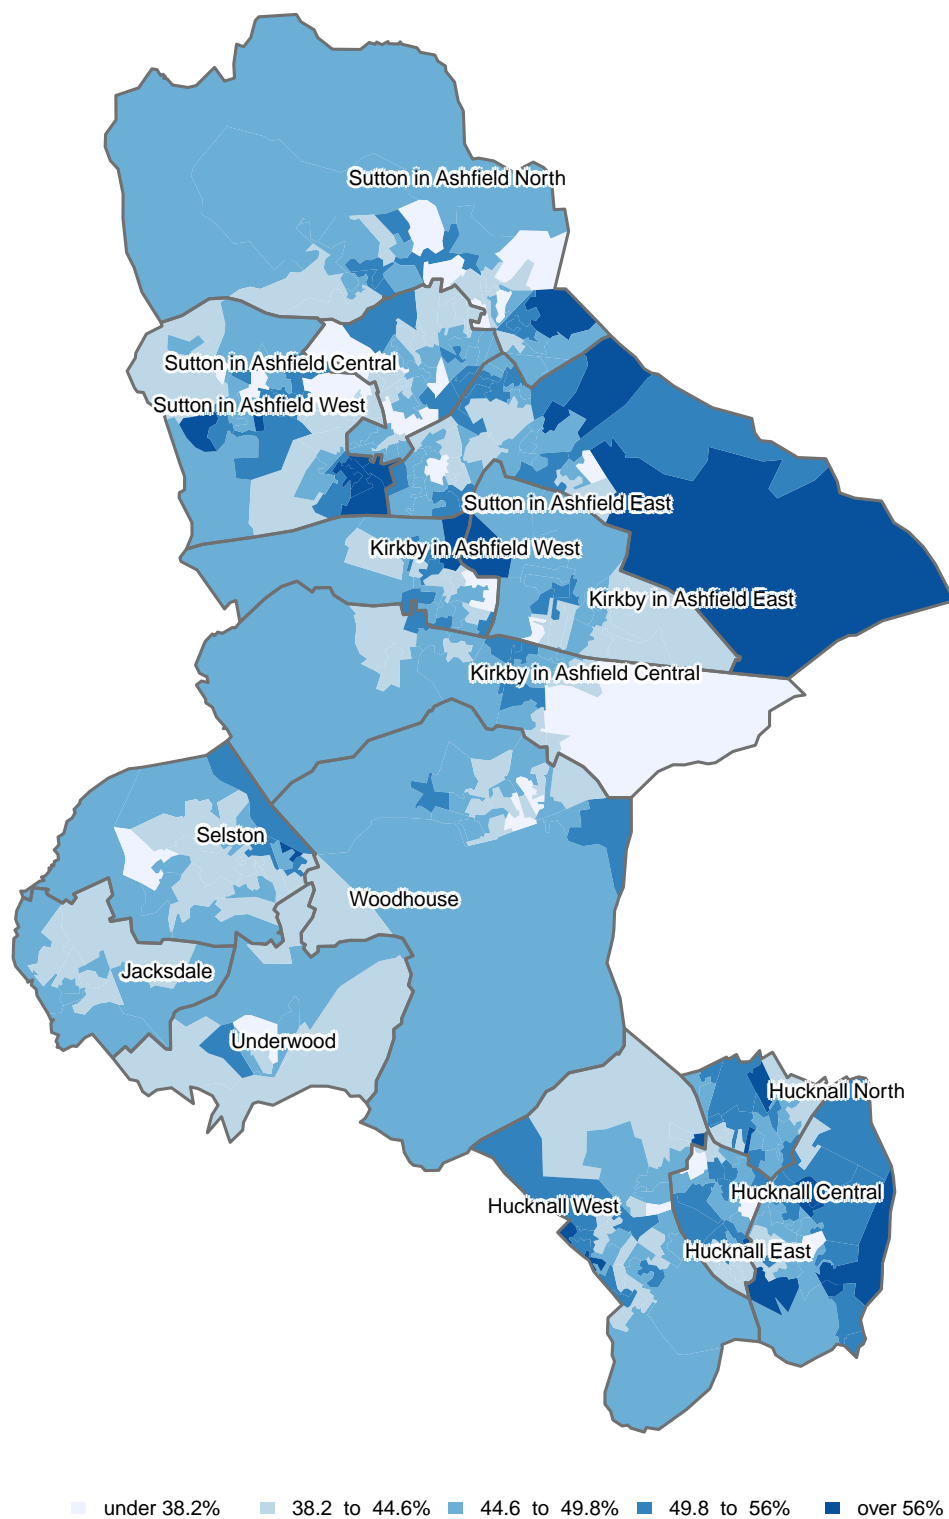 Sutton in Ashfield North
Sutton in Ashfield Central
Sutton in Ashfield West
Sutton in Ashfield East
Kirkby in Ashfield West
Kirkby in Ashfield East
Kirkby in Ashfield Central
Selston
Woodhouse
Jacksdale
Underwood
Hucknall North
Hucknall Central
Hucknall West
Hucknall East
under 38.2% 38.2 to 44.6% 44.6 to 49.8% 49.8 to 56% over 56%